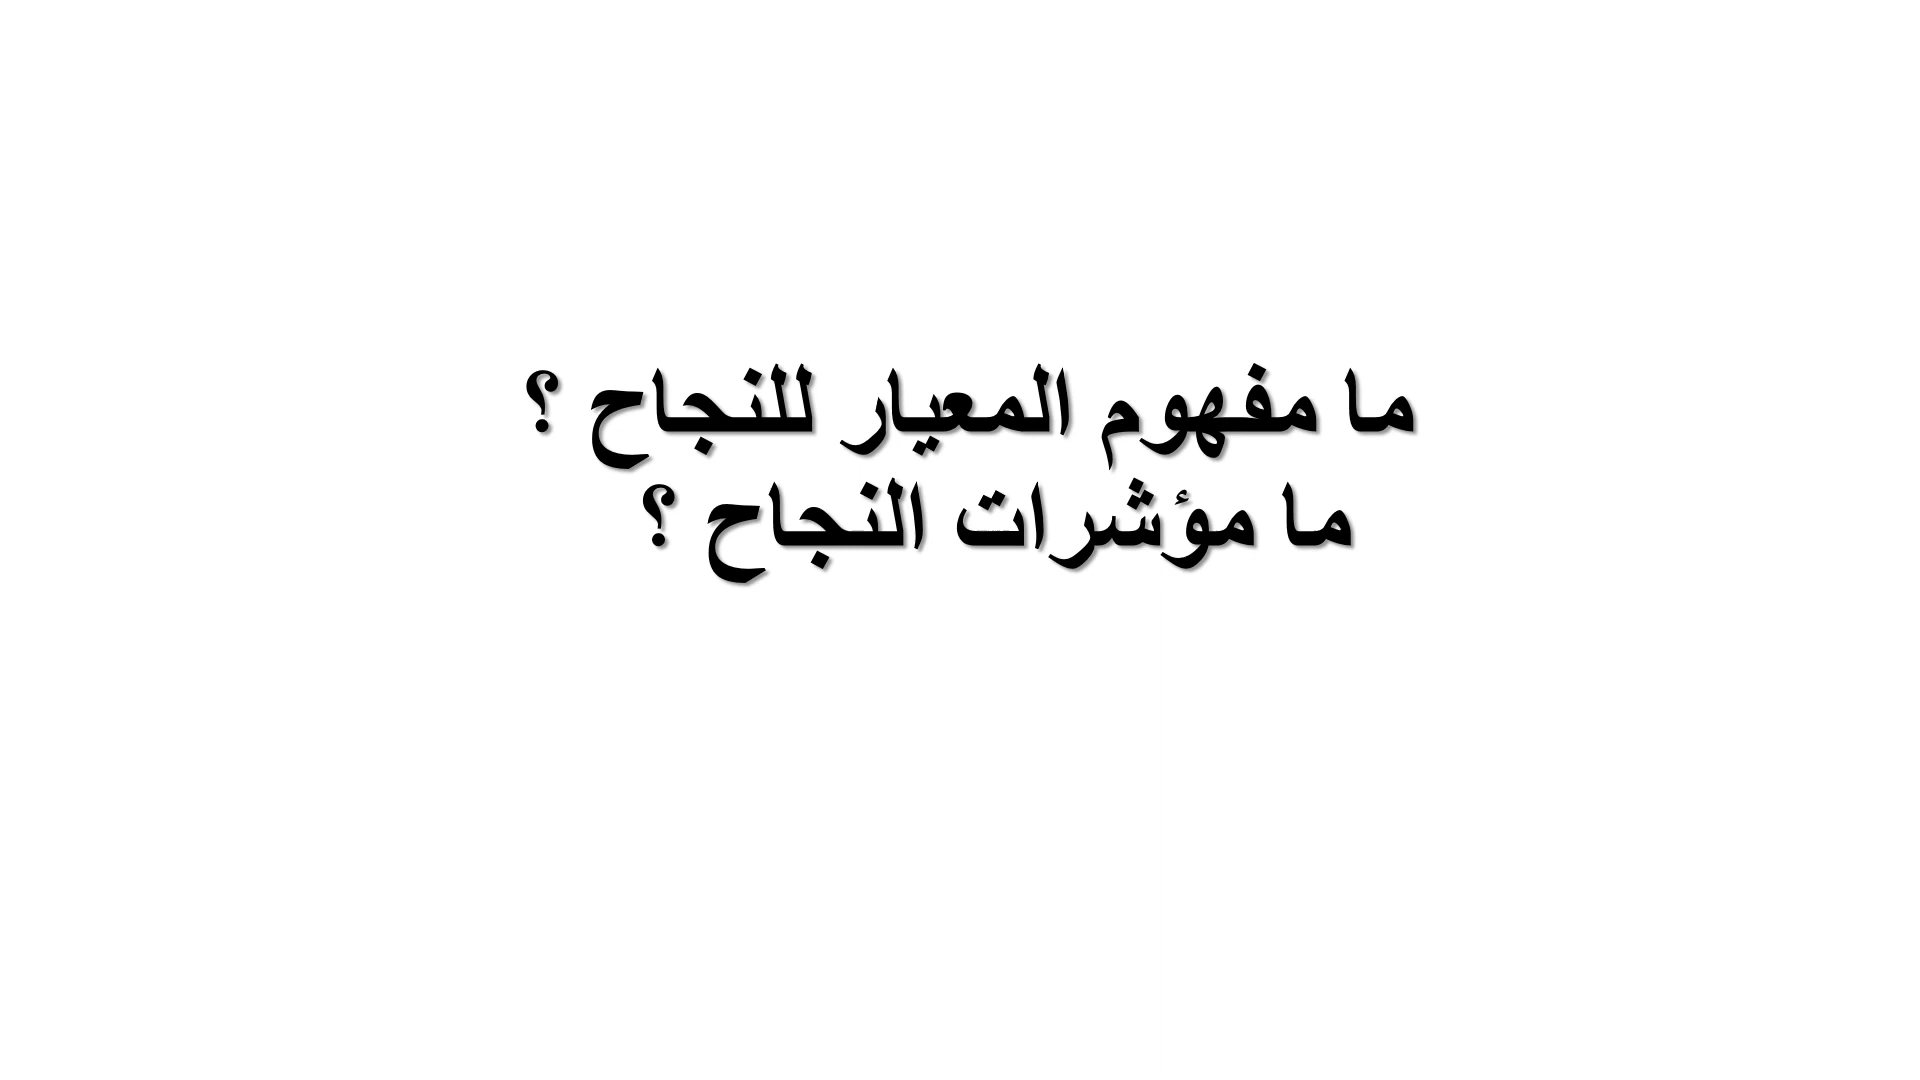 ما مفهوم المعيار للنجاح ؟
ما مؤشرات النجاح ؟